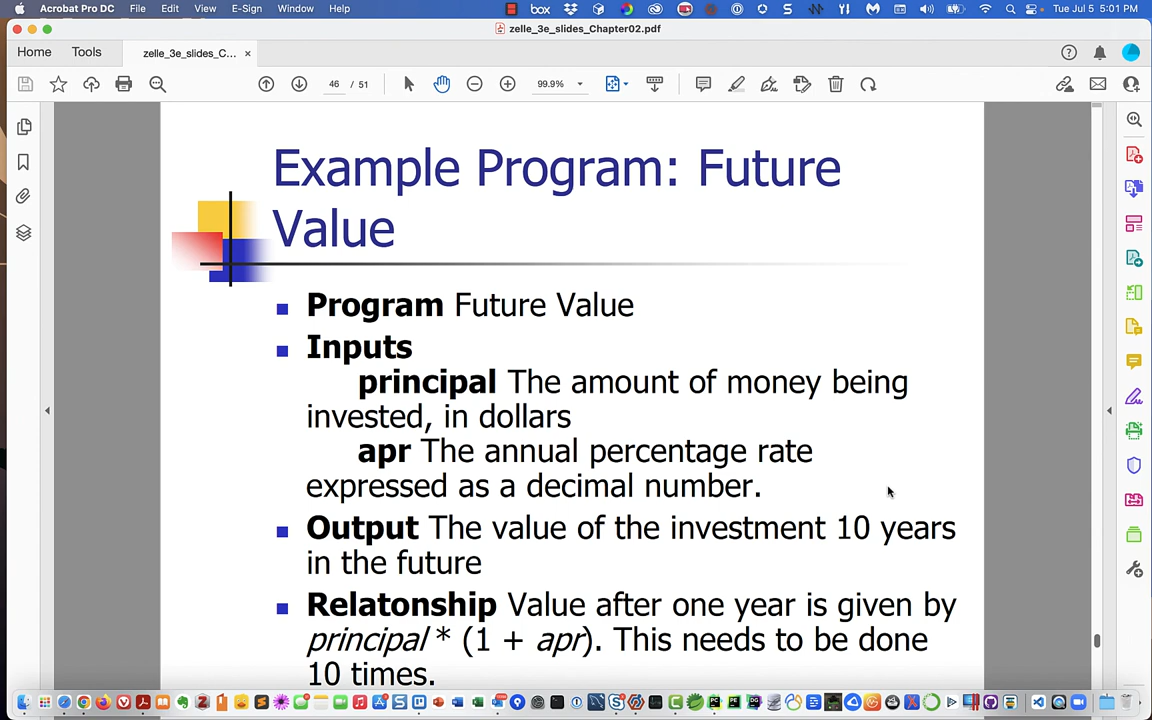 Acrobat Pro DC File Edit View E-Sign Window Help
box
Tue Jul 5 5:01 PM
zelle_3e_slides_Chapter02.pdf
Home Tools zelle_3e_slides_C... ×
46 / 51 99.9%
Example Program: Future
Value
Program Future Value
Inputs
principal The amount of money being
invested, in dollars
apr The annual percentage rate
expressed as a decimal number.
Output The value of the investment 10 years
in the future
Relatonship Value after one year is given by
principal * (1 + apr). This needs to be done
10 times.